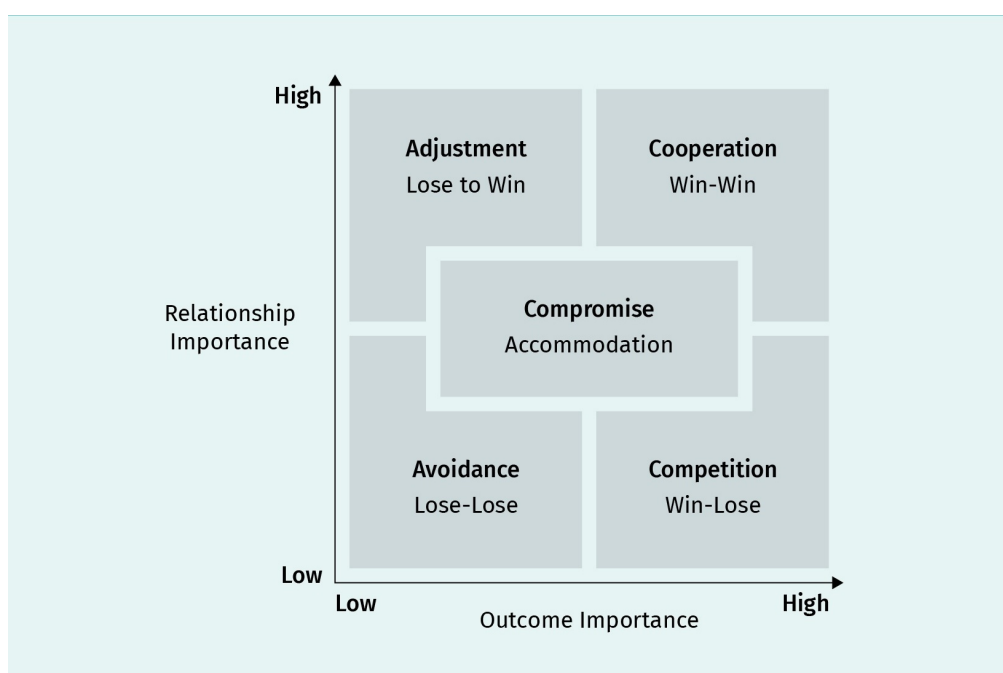 High
Adjustment
Lose to Win
Cooperation
Win-Win
Relationship
Importance
Compromise
Accommodation
Avoidance
Lose-Lose
Competition
Win-Lose
Low
Low
High
Outcome Importance